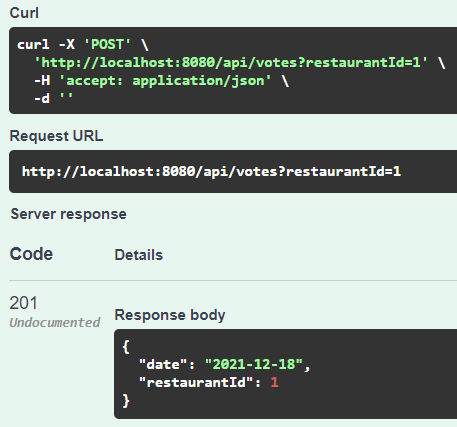 Curl
curl -X 'POST' \
'http://localhost:8080/api/votes?restaurantId=1' \
-H 'accept: application/json' \
-d ''
Request URL
http://localhost:8080/api/votes?restaurantId=1
Server response
Code Details
201
Undocumented
Response body
{
"date": "2021-12-18",
"restaurantId": 1
}